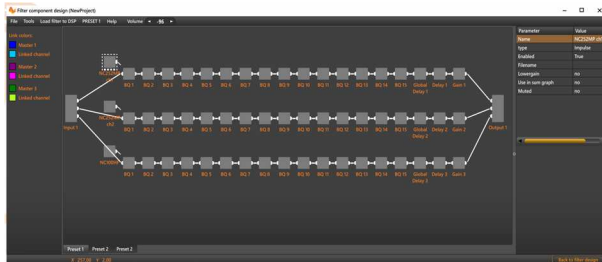 Filter component design (NewProject)
File Tools Load filter to DSP PRESET 1 Help Volume -96
Link colors:
Master 1
Linked channel
Master 2
Linked channel
Master 3
Linked channel
Input 1
BQ 1 BQ 2 BQ 3 BQ 4 BQ 5 BQ 6 BQ 7 BQ 8 BQ 9 BQ 10 BQ 11 BQ 12 BQ 13 BQ 14 BQ 15 Global Delay 1 Delay 1 Gain 1
NC252MP
(A)
BQ 1 BQ 2 BQ 3 BQ 4 BQ 5 BQ 6 BQ 7 BQ 8 BQ 9 BQ 10 BQ 11 BQ 12 BQ 13 BQ 14 BQ 15 Global Delay 2 Delay 2 Gain 2
BQ 1 BQ 2 BQ 3 BQ 4 BQ 5 BQ 6 BQ 7 BQ 8 BQ 9 BQ 10 BQ 11 BQ 12 BQ 13 BQ 14 BQ 15 Global Delay 3 Delay 3 Gain 3
Output 1
Parameter Value
Name NC252MP
type Impulse
Enabled True
Filename
Lowergain no
Use in sum graph no
Muted no
Preset 1 Preset 2 Preset 2
Back to filter design